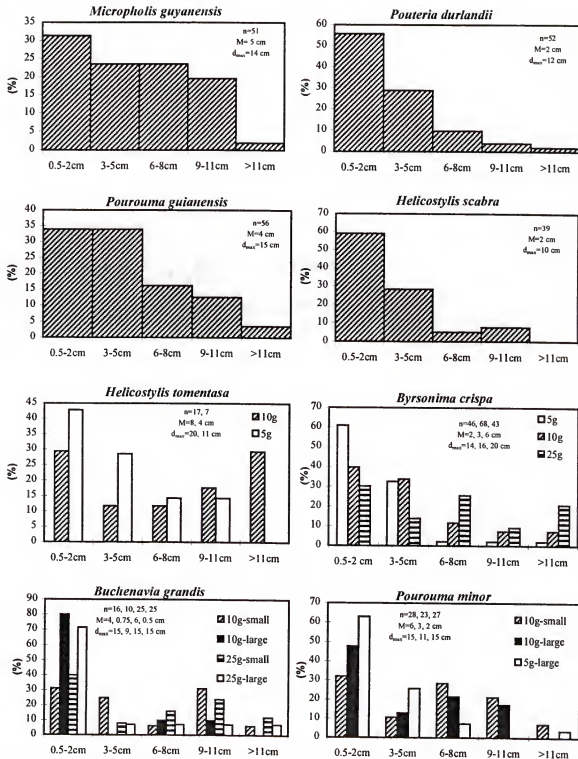 Micropholis guyanensis
n=51
M= 5 cm
dmax=14 cm
(%)
35
30
25
20
15
10
5
0
0.5-2cm 3-5cm 6-8cm 9-11cm >11cm
Pouteria durlandii
n=52
M=2 cm
dmax=12 cm
(%)
60
50
40
30
20
10
0
0.5-2cm 3-5cm 6-8cm 9-11cm >11cm
Pourouma guianensis
n=56
M=4 cm
dmax=15 cm
(%)
40
35
30
25
20
15
10
5
0
0.5-2cm 3-5cm 6-8cm 9-11cm >11cm
Helicostylis scabra
n=39
M=2 cm
dmax=10 cm
(%)
70
60
50
40
30
20
10
0
0.5-2cm 3-5cm 6-8cm 9-11cm >11cm
Helicostylis tomentasa
n=17, 7
M=8, 4 cm
dmax=20, 11 cm
10g
5g
(%)
45
40
35
30
25
20
15
10
5
0
0.5-2cm 3-5cm 6-8cm 9-11cm >11cm
Byrsonima crispa
n=46, 68, 43
M=2, 3, 6 cm
dmax=14, 16, 20 cm
5g
10g
25g
(%)
70
60
50
40
30
20
10
0
0.5-2 cm 3-5cm 6-8cm 9-11cm >11cm
Buchenavia grandis
n=16, 10, 25, 25
M=4, 0.75, 6, 0.5 cm
dmax=15, 9, 15, 15 cm
10g-small
10g-large
25g-small
25g-large
(%)
90
80
70
60
50
40
30
20
10
0
0.5-2cm 3-5cm 6-8cm 9-11cm >11cm
Pourouma minor
n=28, 23, 27
M=6, 3, 2 cm
dmax=15, 11, 15 cm
10g-small
10g-large
5g-large
(%)
70
60
50
40
30
20
10
0
0.5-2cm 3-5cm 6-8cm 9-11cm >11cm